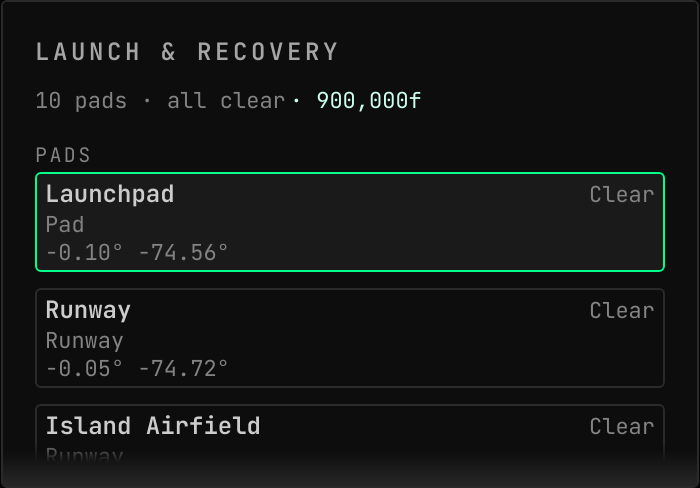 LAUNCH & RECOVERY
10 pads · all clear · 900,000f
PADS
Launchpad Clear
Pad
-0.10° -74.56°
Runway Clear
Runway
-0.05° -74.72°
Island Airfield Clear
Runway